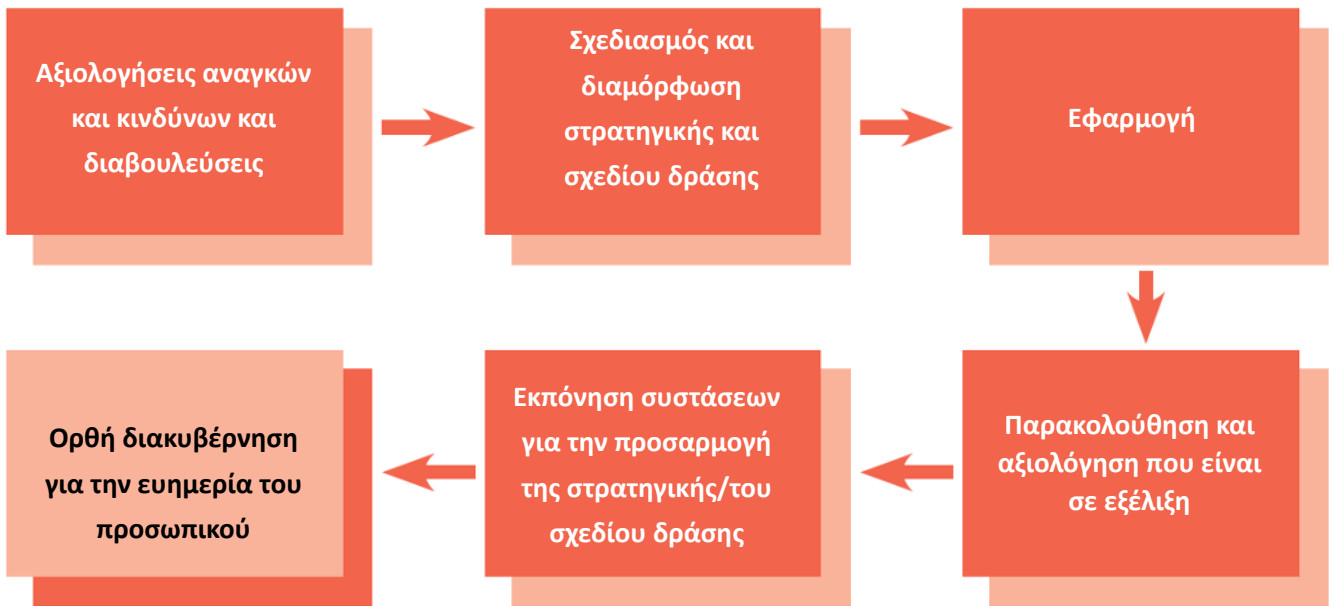 Αξιολογήσεις αναγκών
και κινδύνων και
διαβουλεύσεις
Σχεδιασμός και
διαμόρφωση
στρατηγικής και
σχεδίου δράσης
Εφαρμογή
Παρακολούθηση και
αξιολόγηση που είναι
σε εξέλιξη
Εκπόνηση συστάσεων
για την προσαρμογή
της στρατηγικής/του
σχεδίου δράσης
Ορθή διακυβέρνηση
για την ευημερία του
προσωπικού